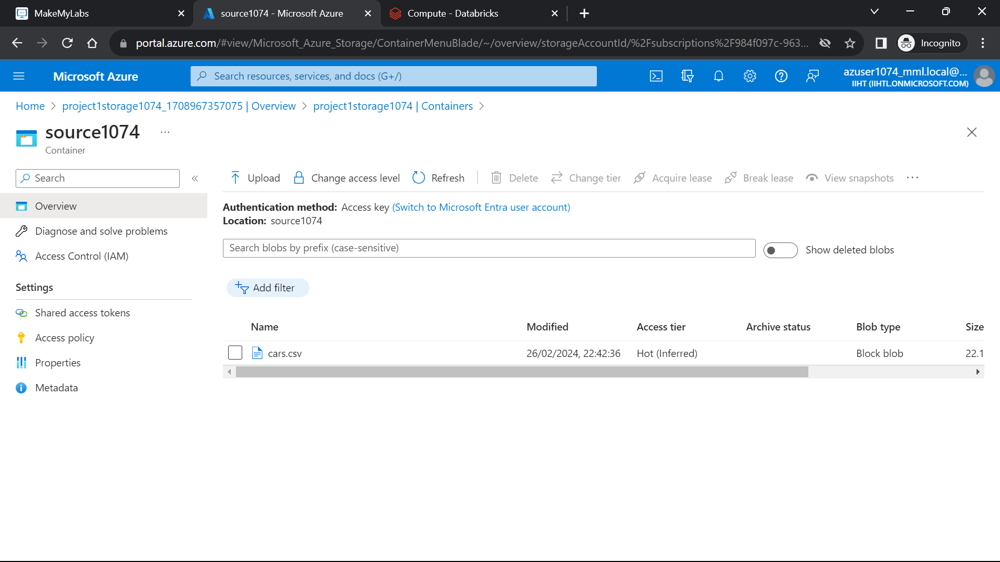 MakeMyLabs
source1074 - Microsoft Azure
Compute - Databricks
portal.azure.com/#view/Microsoft_Azure_Storage/ContainerMenuBlade/~/overview/storageAccountId/%2Fsubscriptions%2F984f097c-963...
Incognito
Microsoft Azure
Search resources, services, and docs (G+/)
azuser1074_mml.local@...
IIHT (IIHTL.ONMICROSOFT.COM)
Home > project1storage1074_1708967357075 | Overview > project1storage1074 | Containers >
source1074 ...
Container
Search
Upload Change access level Refresh Delete Change tier Acquire lease Break lease View snapshots ...
Overview
Diagnose and solve problems
Access Control (IAM)
Settings
Shared access tokens
Access policy
Properties
Metadata
Authentication method: Access key (Switch to Microsoft Entra user account)
Location: source1074
Search blobs by prefix (case-sensitive)
Show deleted blobs
Add filter
Name Modified Access tier Archive status Blob type Size
cars.csv 26/02/2024, 22:42:36 Hot (Inferred) Block blob 22.1